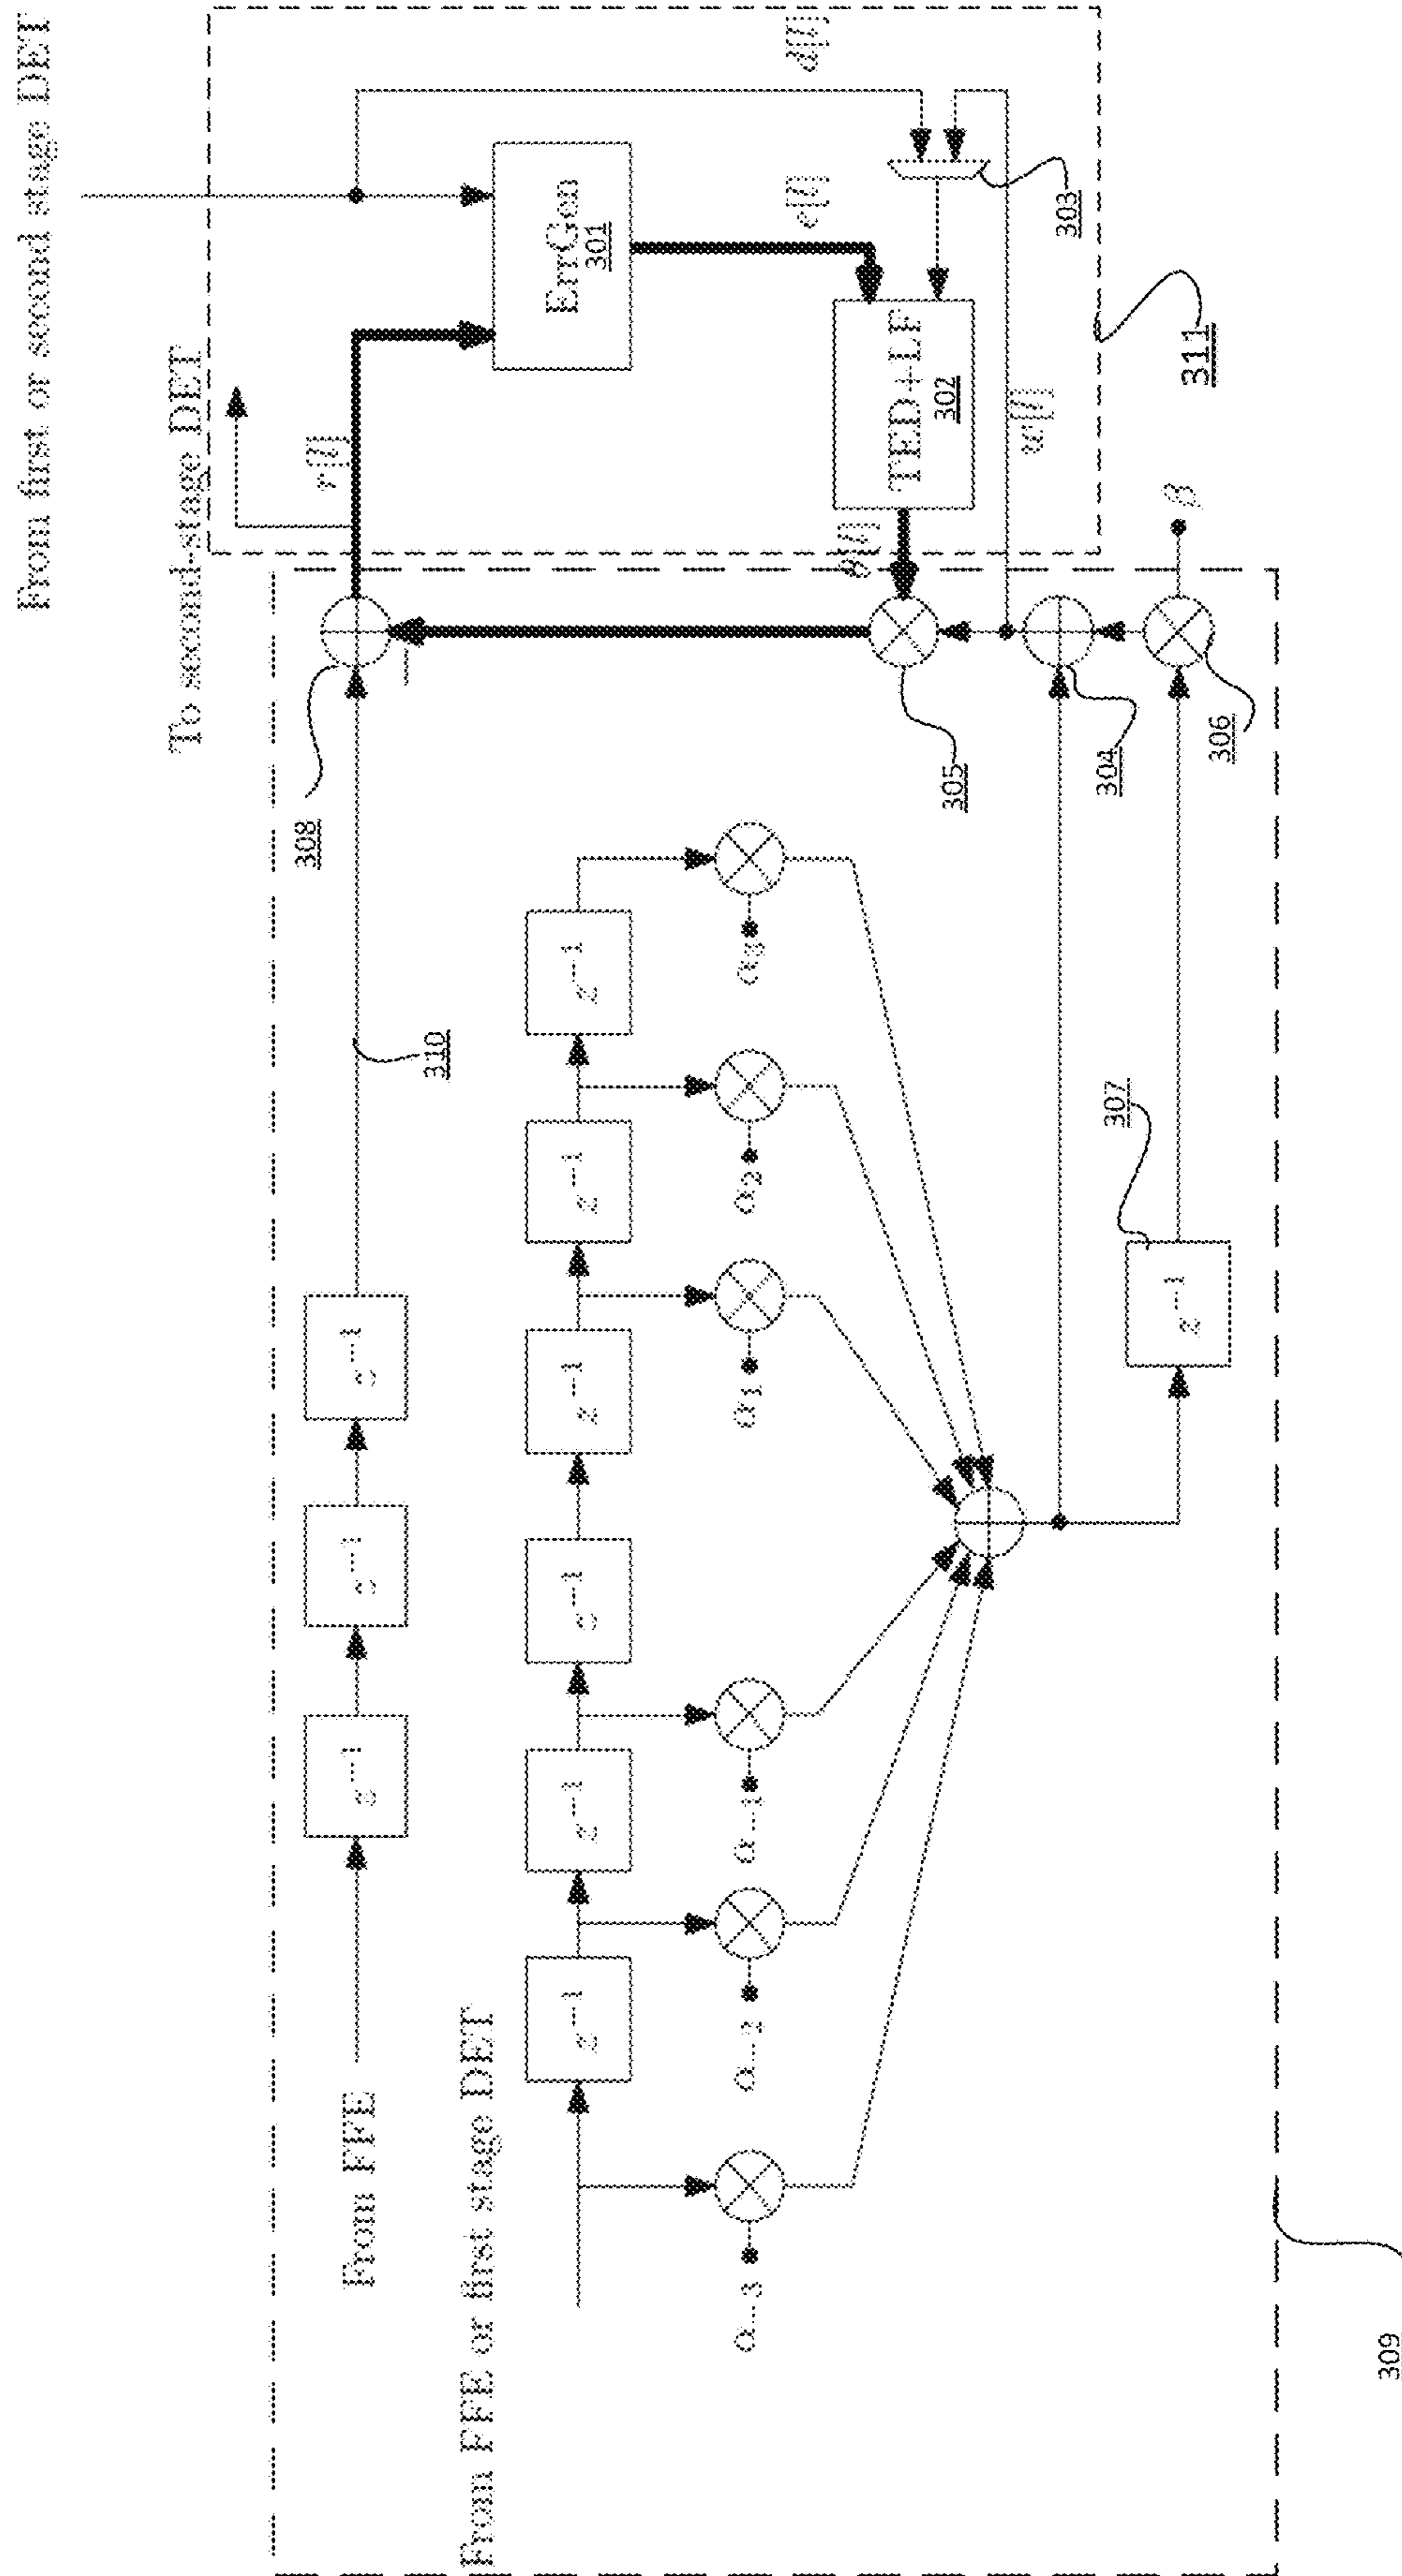 From first or second stage DET
To second-stage DET
r[l]
ErrGen
301
e[l]
d[l]
303
TED+LF
302
θ[l]
w[l]
311
308
310
305
304
306
β
From FFE
z⁻¹
z⁻¹
z⁻¹
From FFE or first stage DET
z⁻¹
z⁻¹
z⁻¹
z⁻¹
z⁻¹
z⁻¹
α₋₃
α₋₂
α₋₁
α₁
α₂
α₃
z⁻¹
307
309